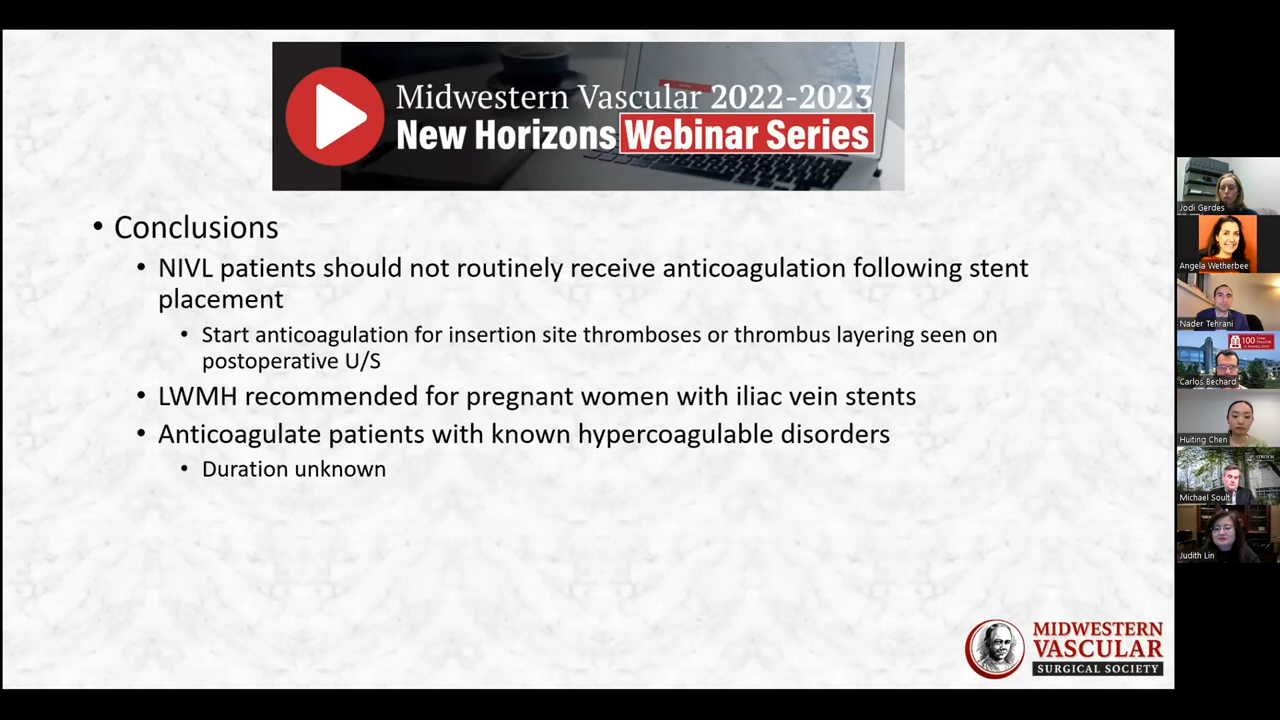 Midwestern Vascular 2022-2023
New Horizons Webinar Series
• Conclusions
• NIVL patients should not routinely receive anticoagulation following stent
placement
• Start anticoagulation for insertion site thromboses or thrombus layering seen on
postoperative U/S
• LWMH recommended for pregnant women with iliac vein stents
• Anticoagulate patients with known hypercoagulable disorders
• Duration unknown
Jodi Gerdes
Angela Wetherbee
Nader Tehrani
100
Carlos Bechard
Huiting Chen
Michael Soult
Judith Lin
MIDWESTERN
VASCULAR
SURGICAL SOCIETY